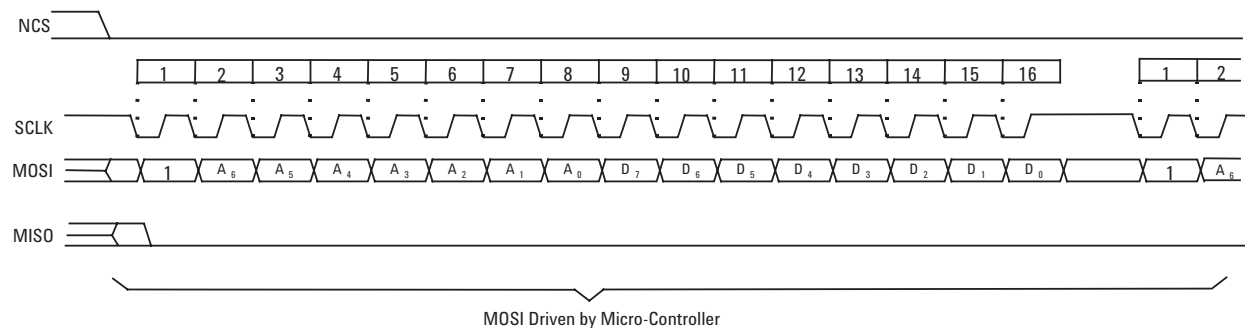 NCS
1 2 3 4 5 6 7 8 9 10 11 12 13 14 15 16 1 2
SCLK
MOSI 1 A6 A5 A4 A3 A2 A1 A0 D7 D6 D5 D4 D3 D2 D1 D0 1 A6
MISO
MOSI Driven by Micro-Controller